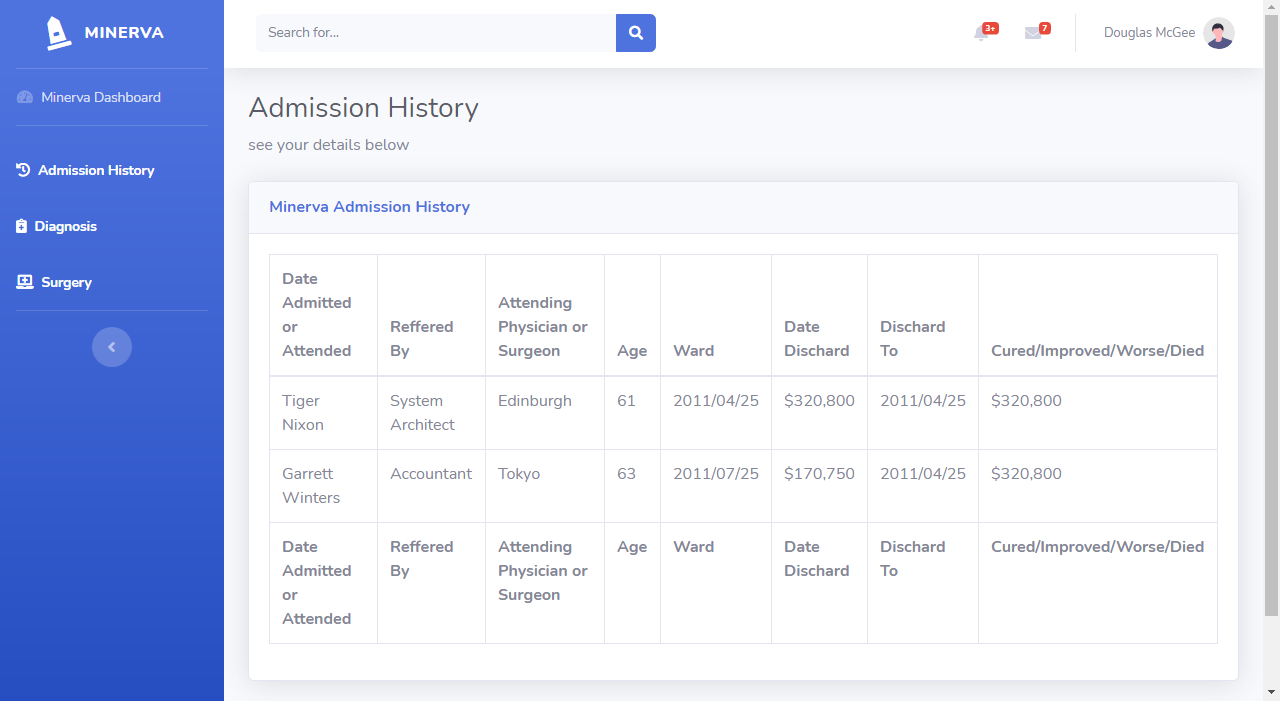 MINERVA
Search for...
3+
7
Douglas McGee
Minerva Dashboard
Admission History
Diagnosis
Surgery
Admission History
see your details below
Minerva Admission History
Date Admitted or Attended
Reffered By
Attending Physician or Surgeon
Age
Ward
Date Dischard
Dischard To
Cured/Improved/Worse/Died
Tiger Nixon
System Architect
Edinburgh
61
2011/04/25
$320,800
2011/04/25
$320,800
Garrett Winters
Accountant
Tokyo
63
2011/07/25
$170,750
2011/04/25
$320,800
Date Admitted or Attended
Reffered By
Attending Physician or Surgeon
Age
Ward
Date Dischard
Dischard To
Cured/Improved/Worse/Died